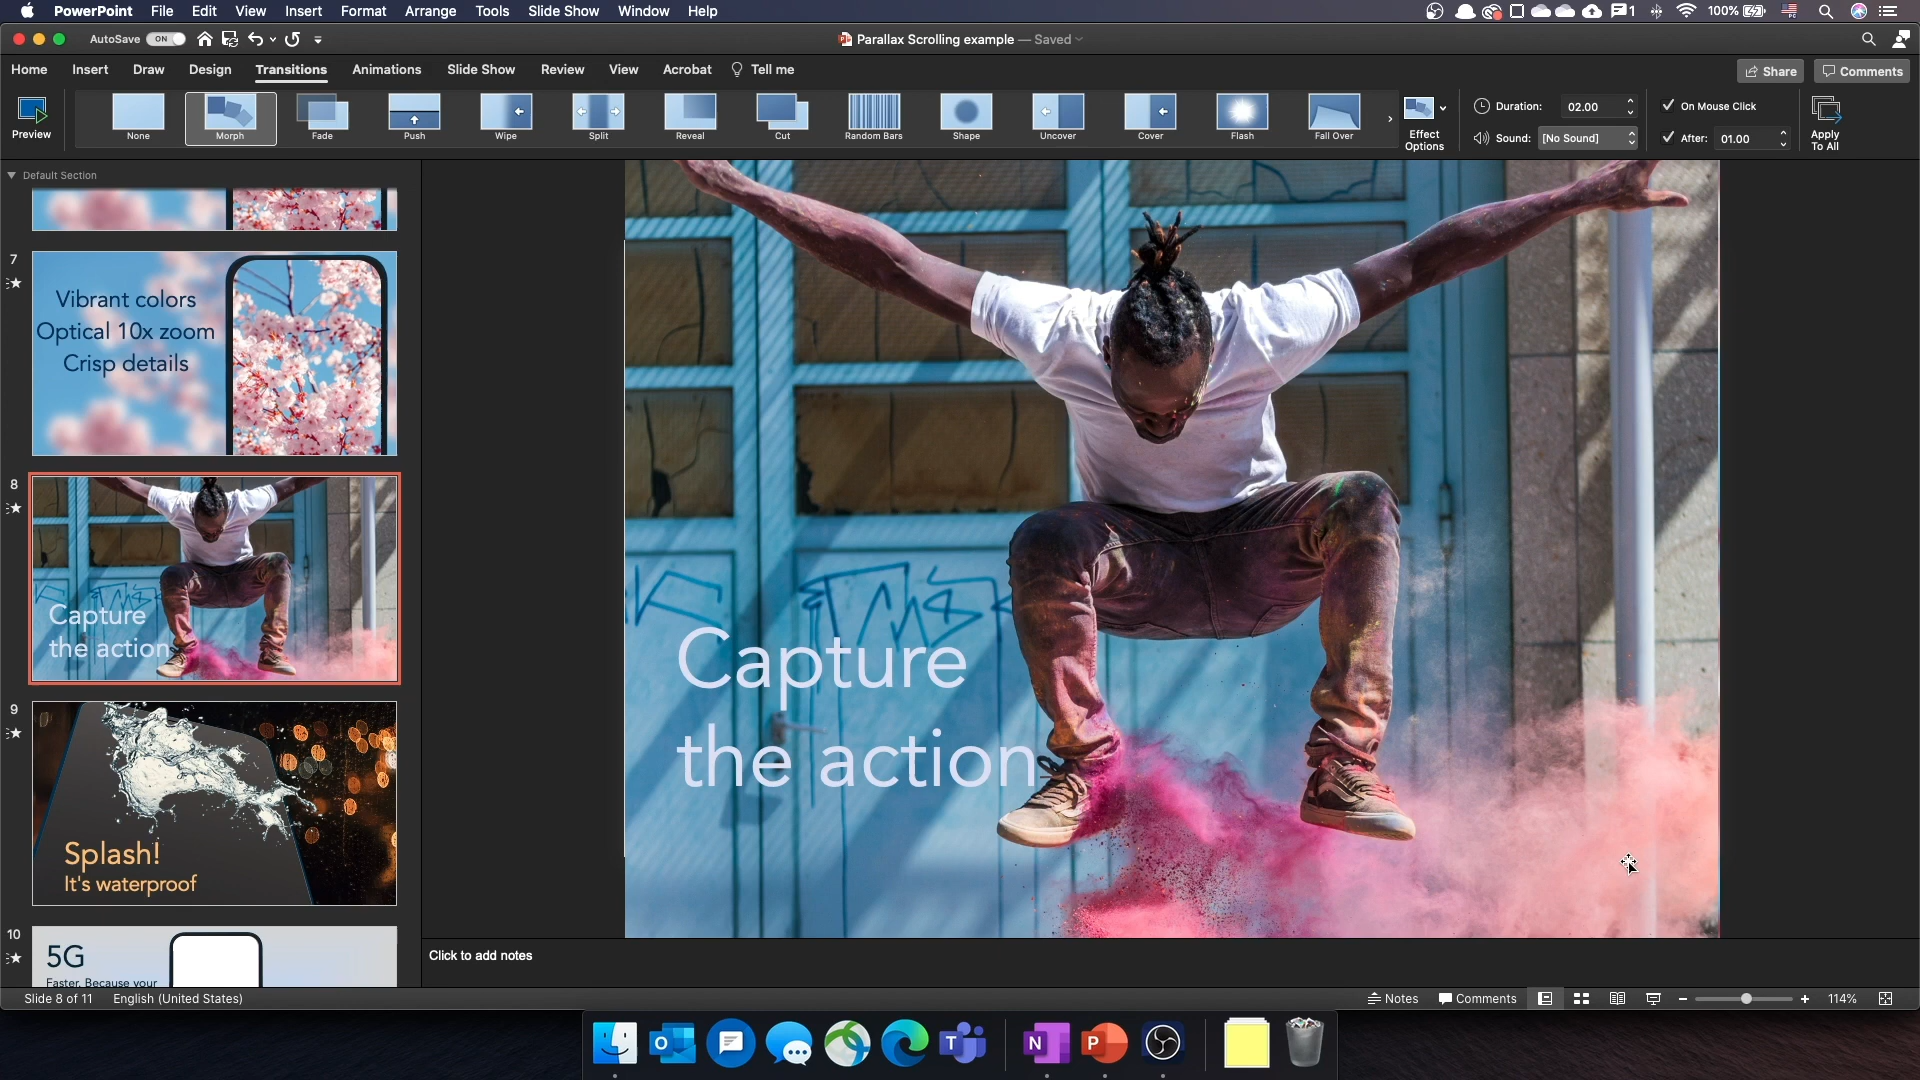 PowerPoint File Edit View Insert Format Arrange Tools Slide Show Window Help
1 100%
AutoSave ON
Parallax Scrolling example — Saved
Home Insert Draw Design Transitions Animations Slide Show Review View Acrobat Tell me
Share Comments
Preview
None Morph Fade Push Wipe Split Reveal Cut Random Bars Shape Uncover Cover Flash Fall Over
Effect
Options
Duration: 02.00
Sound: [No Sound]
On Mouse Click
After: 01.00
Apply
To All
Default Section
7
Vibrant colors
Optical 10x zoom
Crisp details
8
Capture
the action
9
Splash!
It's waterproof
10
5G
Faster. Because your
Capture
the action
Click to add notes
Slide 8 of 11 English (United States)
Notes Comments 114%